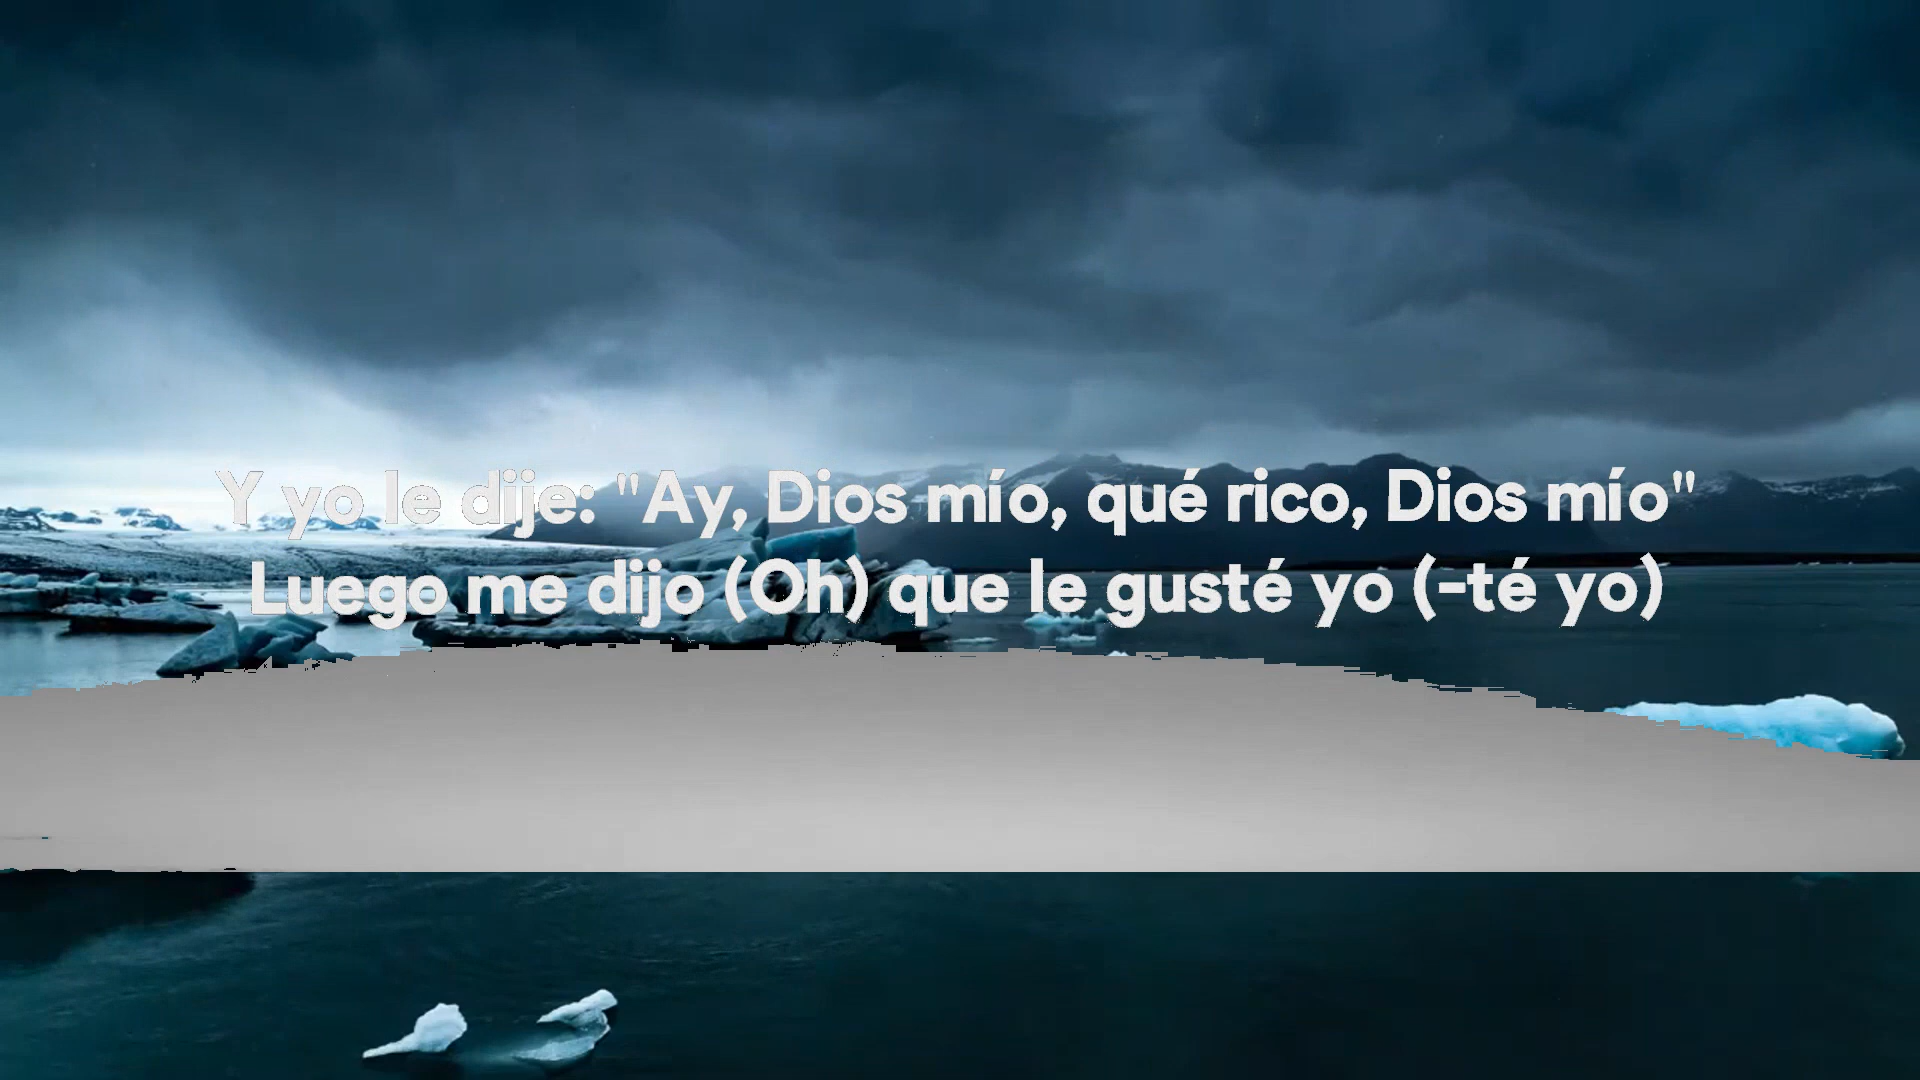 Y yo le dije: "Ay, Dios mío, qué rico, Dios mío"
Luego me dijo (Oh) que le gusté yo (-té yo)